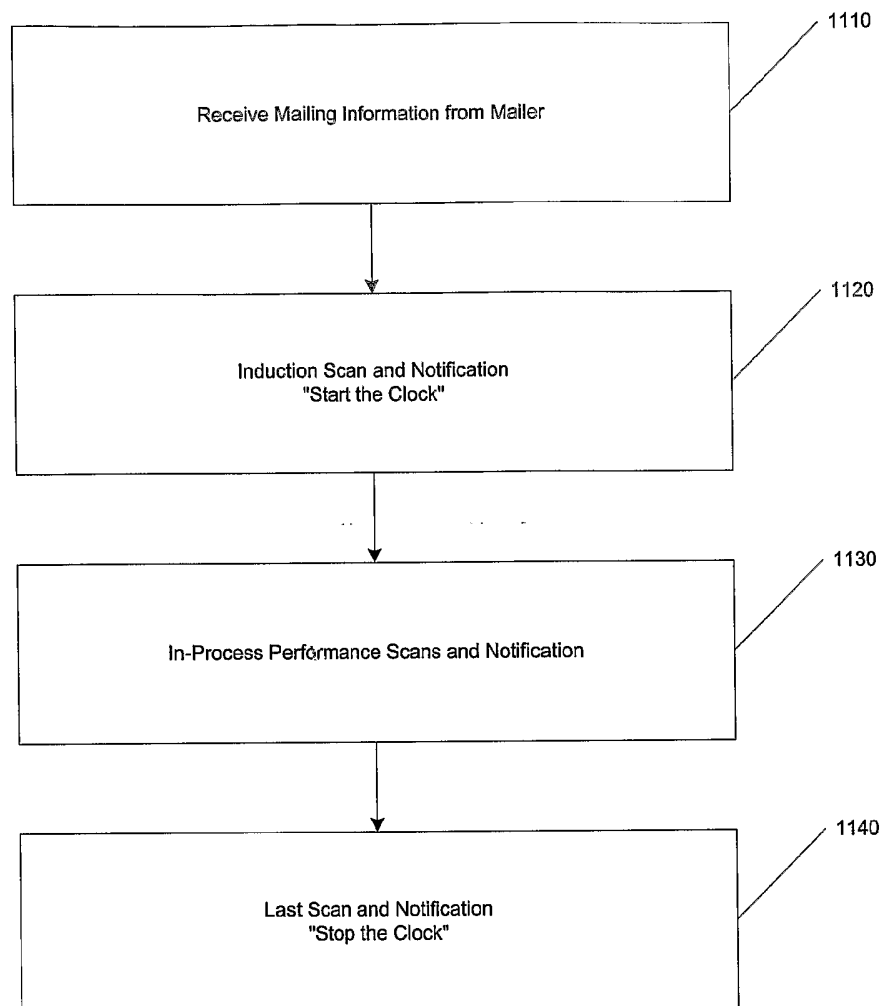 1110
Receive Mailing Information from Mailer
1120
Induction Scan and Notification
"Start the Clock"
1130
In-Process Performance Scans and Notification
1140
Last Scan and Notification
"Stop the Clock"